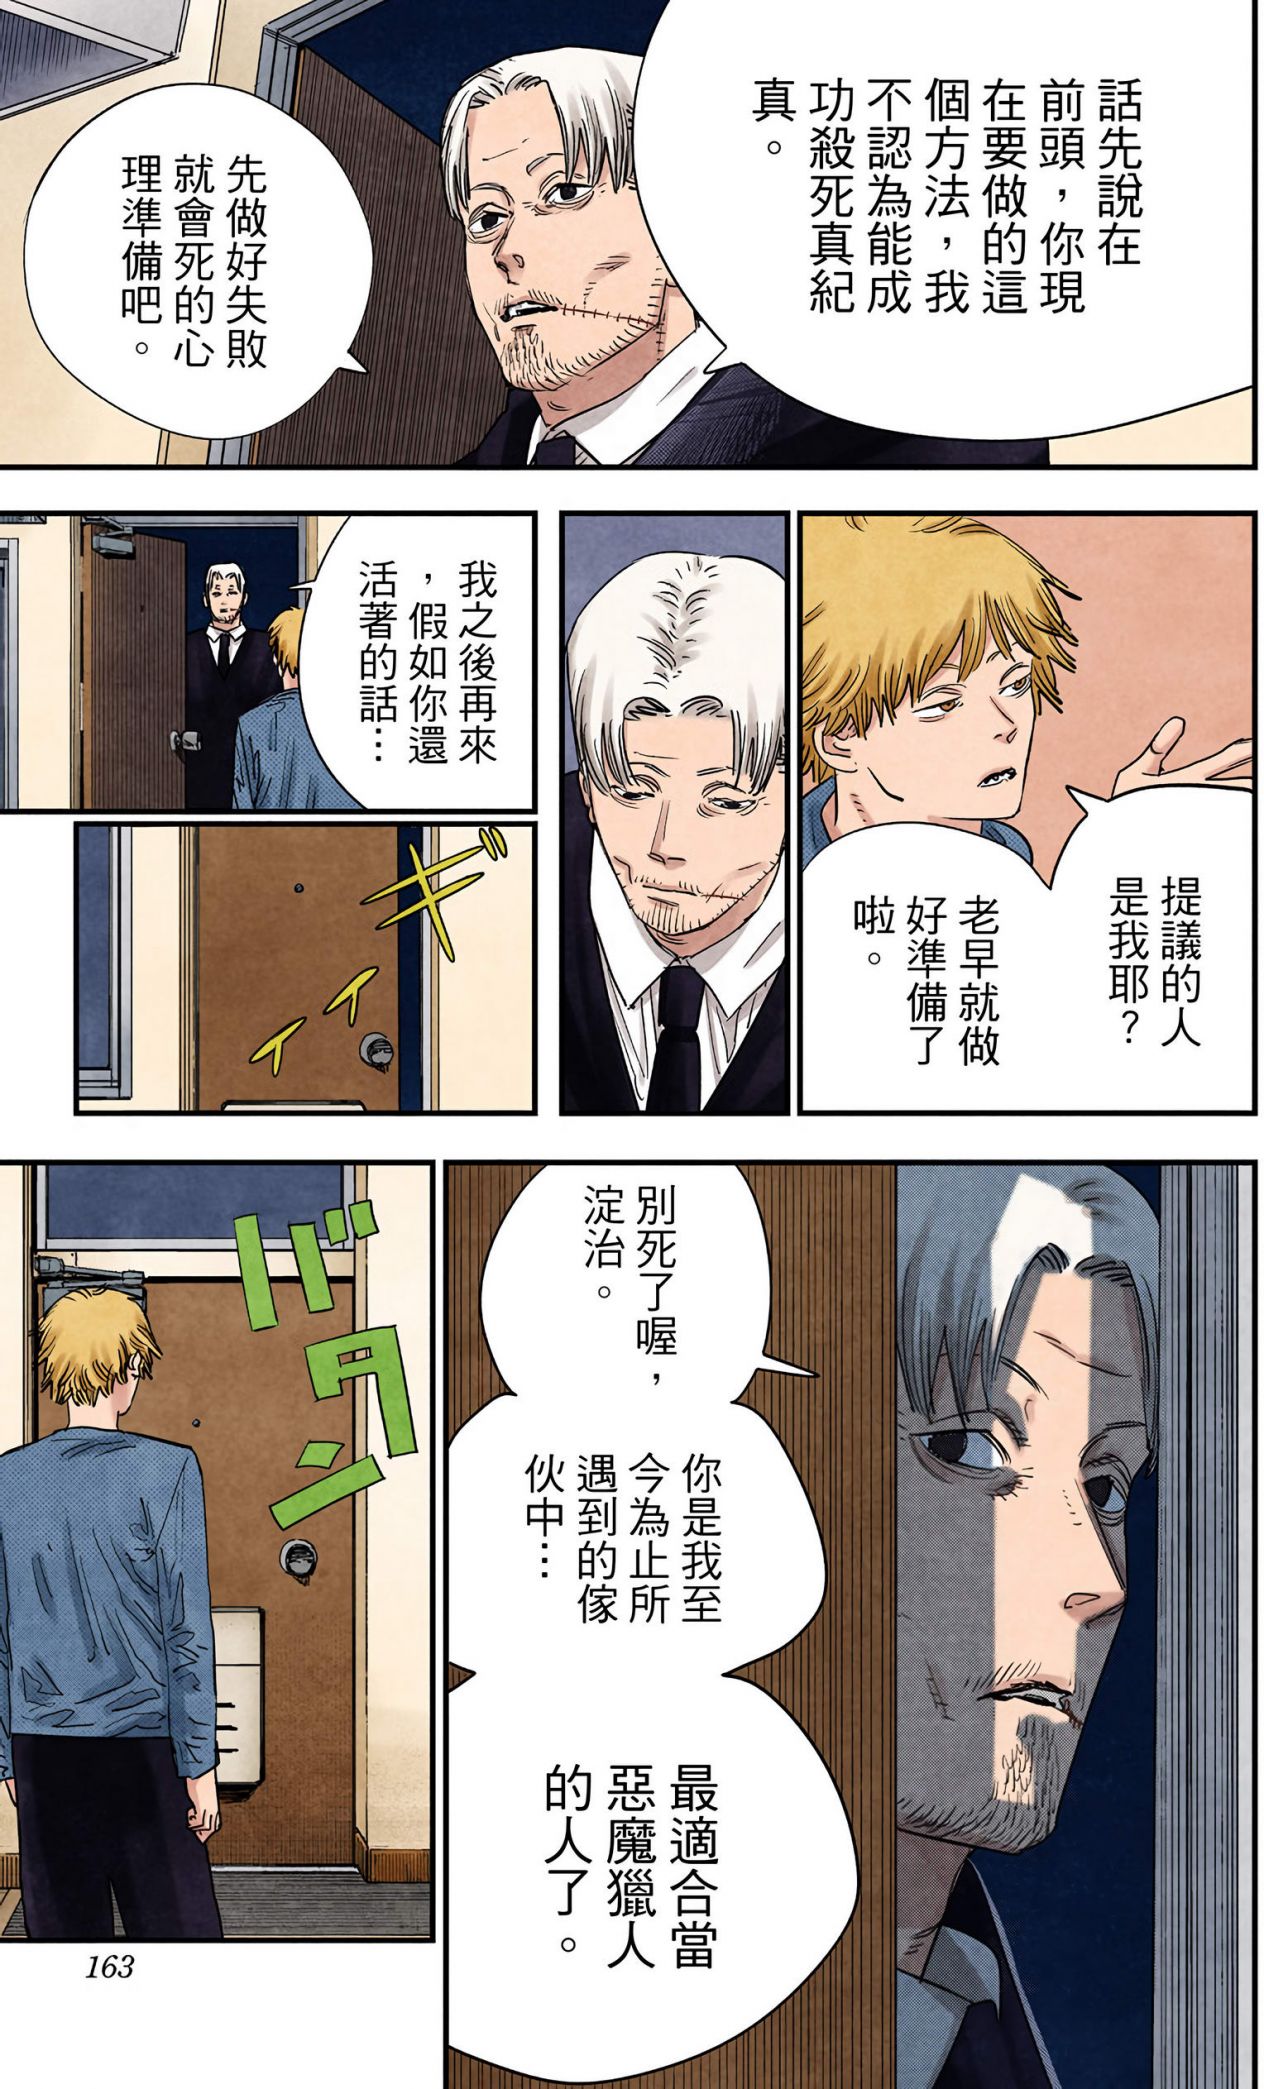 話先說在
前頭，你現
在要做的這
個方法，我
不認為能成
功殺死真紀
真。
先做好失敗
就會死的心
理準備吧。
提議的人
是我耶？
老早就做
好準備了
啦。
我之後再來
，假如你還
活著的話…
ギ
ィ
ィ
別死了喔，
淀治。
你是我至
今為止所
遇到的傢
伙中…
最適合當
惡魔獵人
的人了。
バタン
163